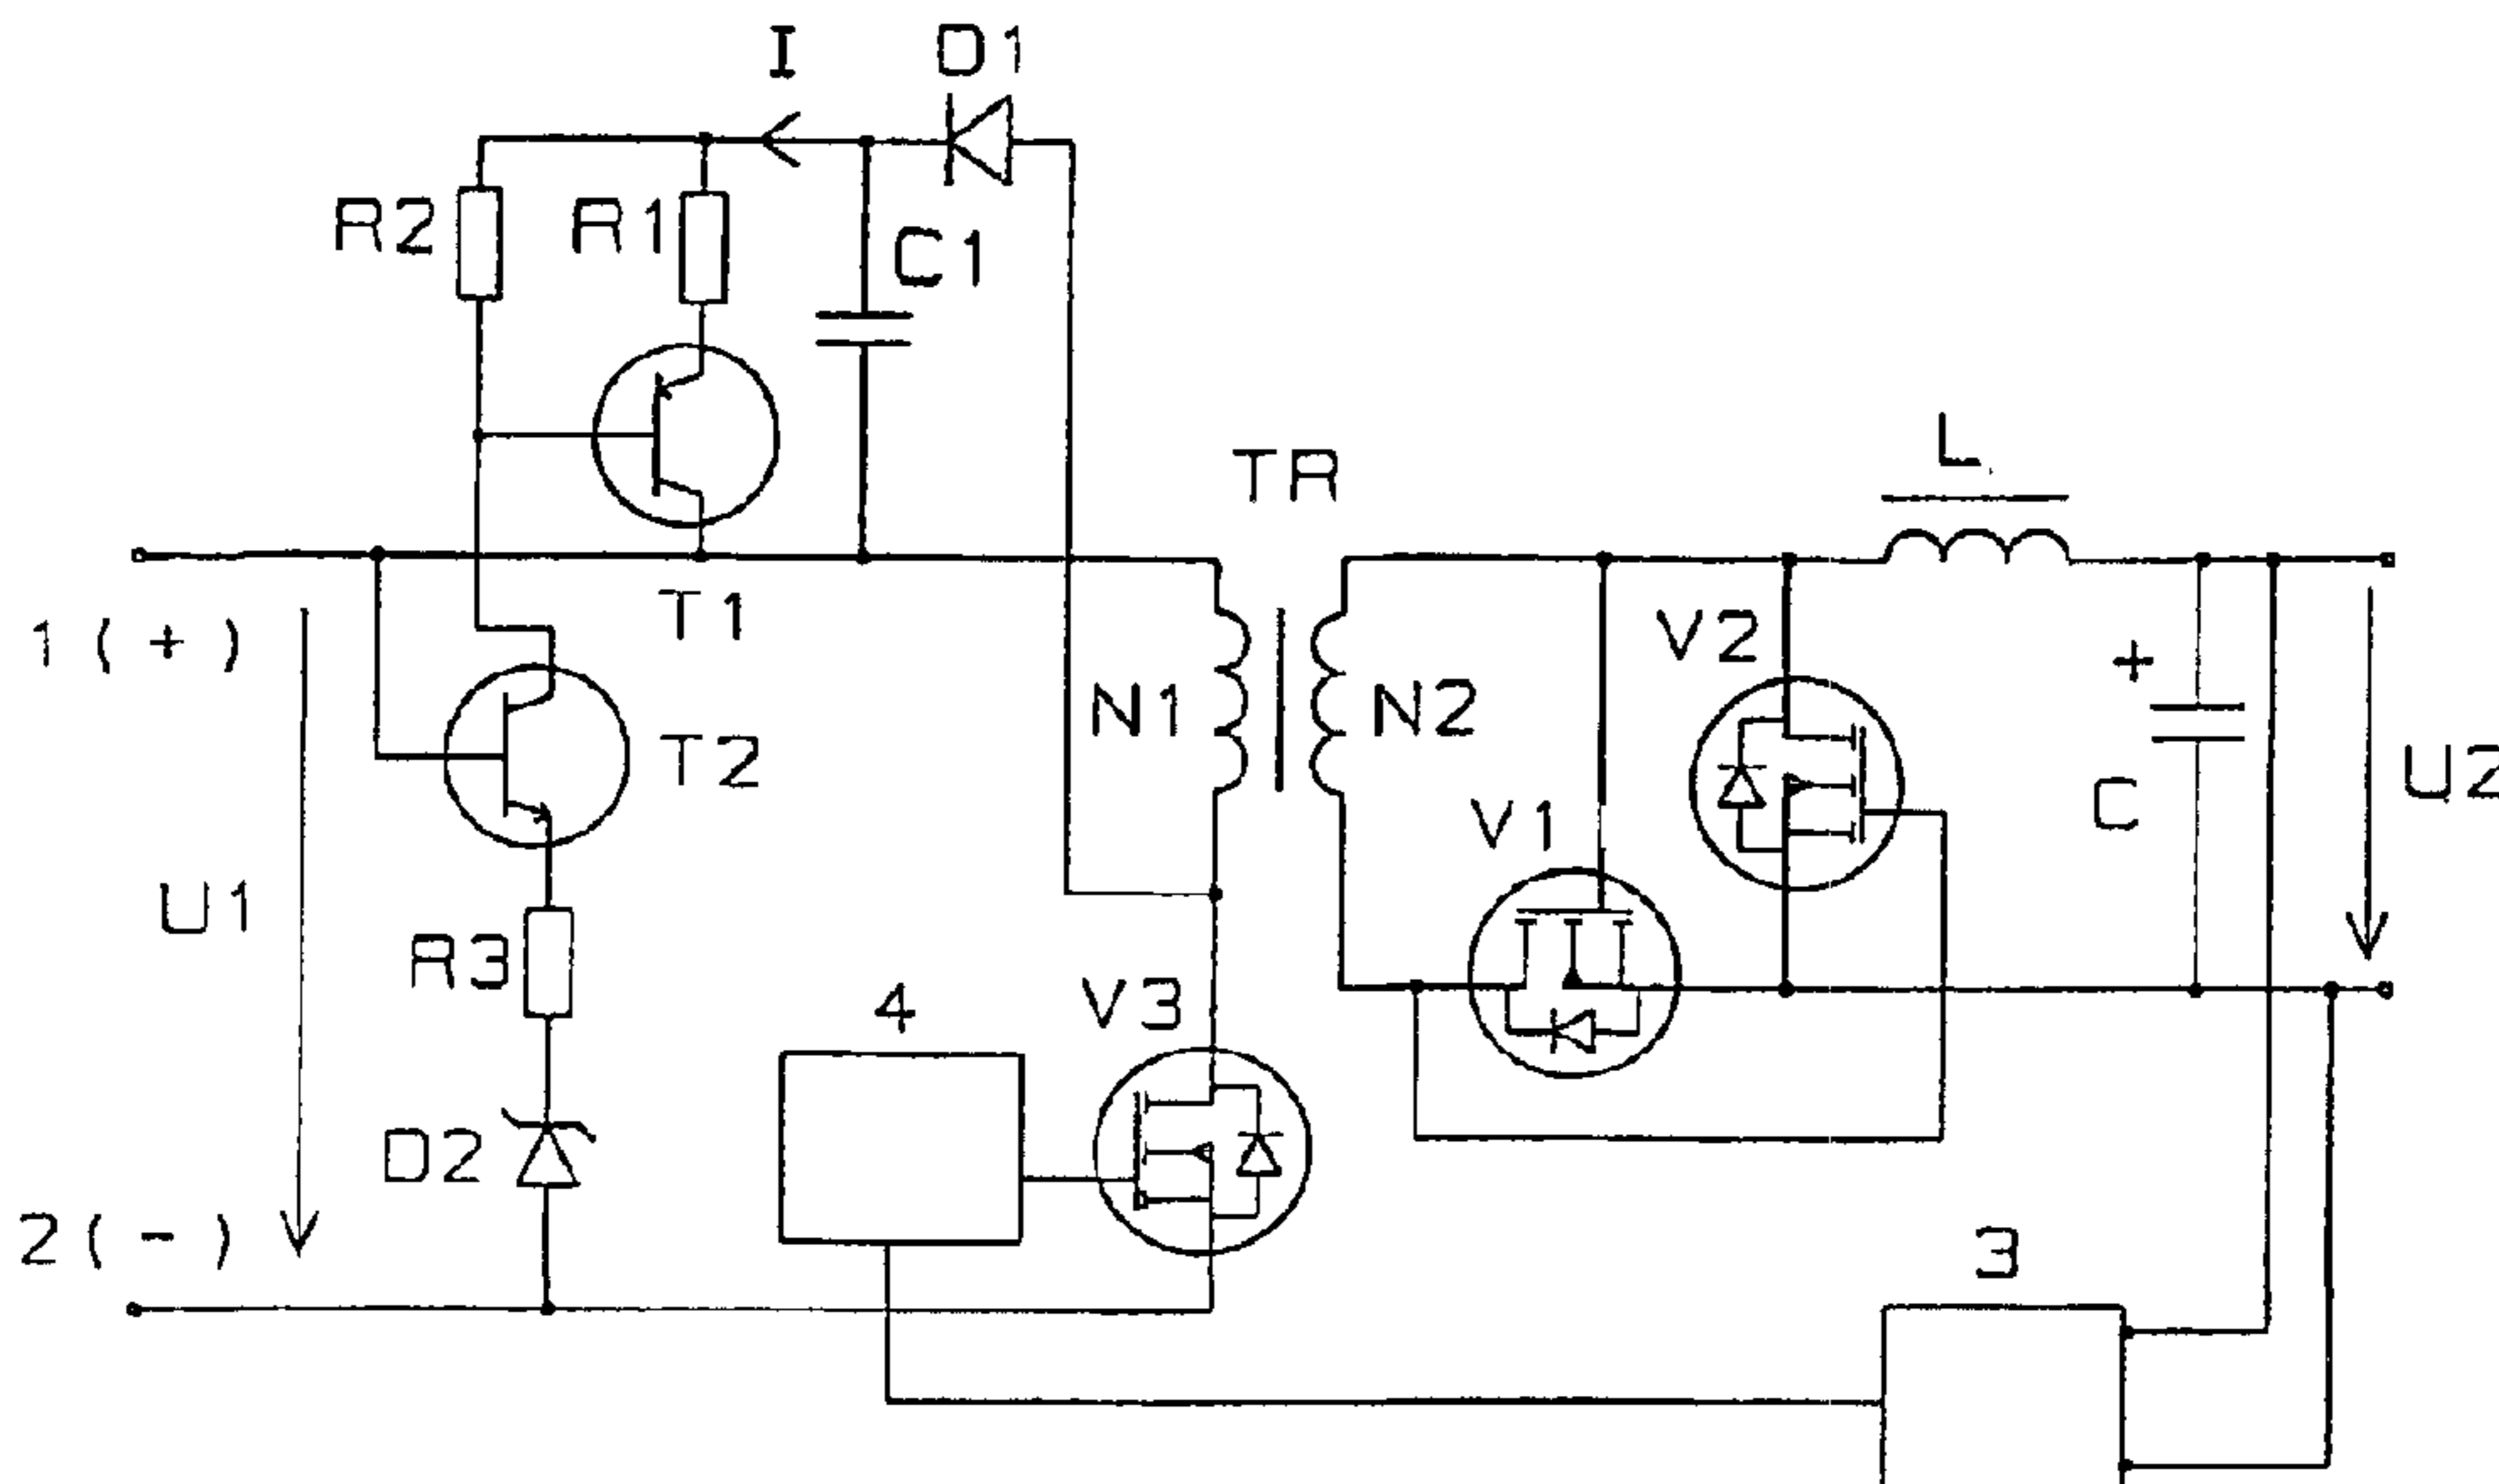 I D1
R2 R1 C1
L
TR
1 ( + ) T1 V2
N1 N2 +
T2 U2
V1 C
U1
R3
4 V3
D2
2 ( - ) 3